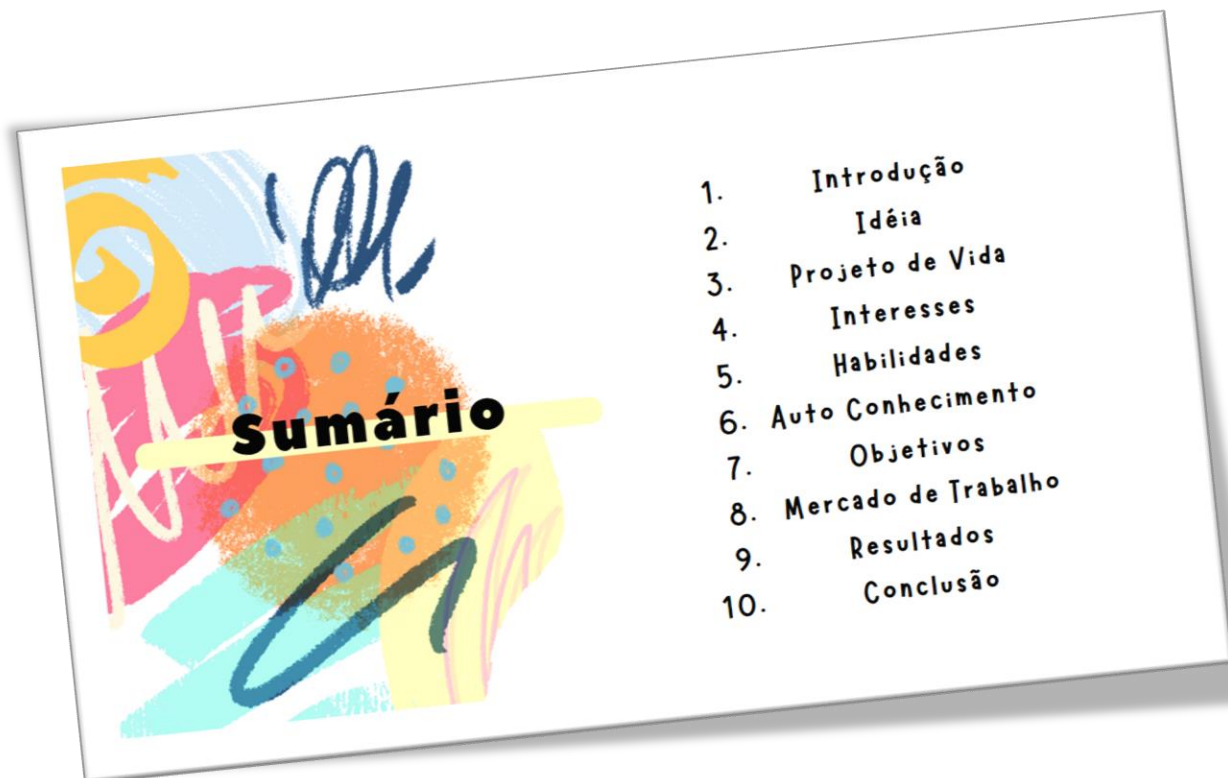 Sumário
1. Introdução
2. Idéia
3. Projeto de Vida
4. Interesses
5. Habilidades
6. Auto Conhecimento
7. Objetivos
8. Mercado de Trabalho
9. Resultados
10. Conclusão